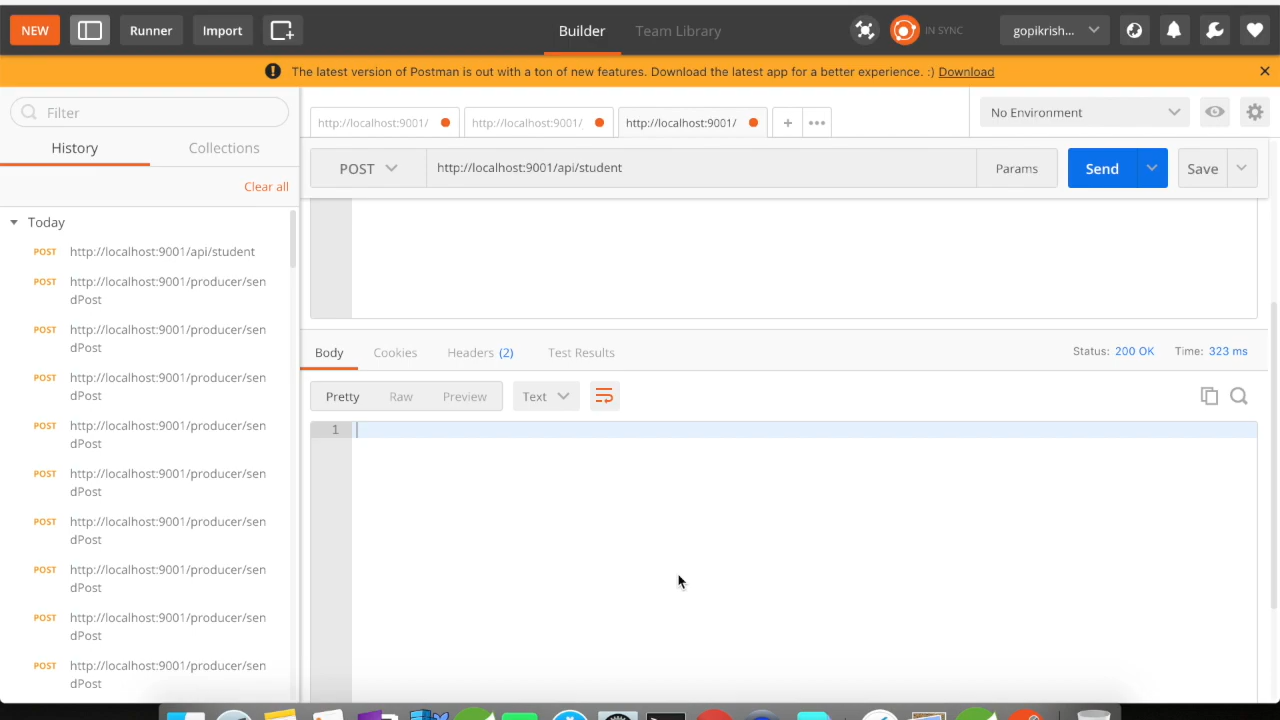 NEW Runner Import Builder Team Library IN SYNC gopikrish...
The latest version of Postman is out with a ton of new features. Download the latest app for a better experience. :) Download
Filter
History Collections
Clear all
Today
POST http://localhost:9001/api/student
POST http://localhost:9001/producer/sen
dPost
POST http://localhost:9001/producer/sen
dPost
POST http://localhost:9001/producer/sen
dPost
POST http://localhost:9001/producer/sen
dPost
POST http://localhost:9001/producer/sen
dPost
POST http://localhost:9001/producer/sen
dPost
POST http://localhost:9001/producer/sen
dPost
POST http://localhost:9001/producer/sen
dPost
POST http://localhost:9001/producer/sen
dPost
http://localhost:9001/ http://localhost:9001/ http://localhost:9001/ + ••• No Environment
POST http://localhost:9001/api/student Params Send Save
Body Cookies Headers (2) Test Results Status: 200 OK Time: 323 ms
Pretty Raw Preview Text
1